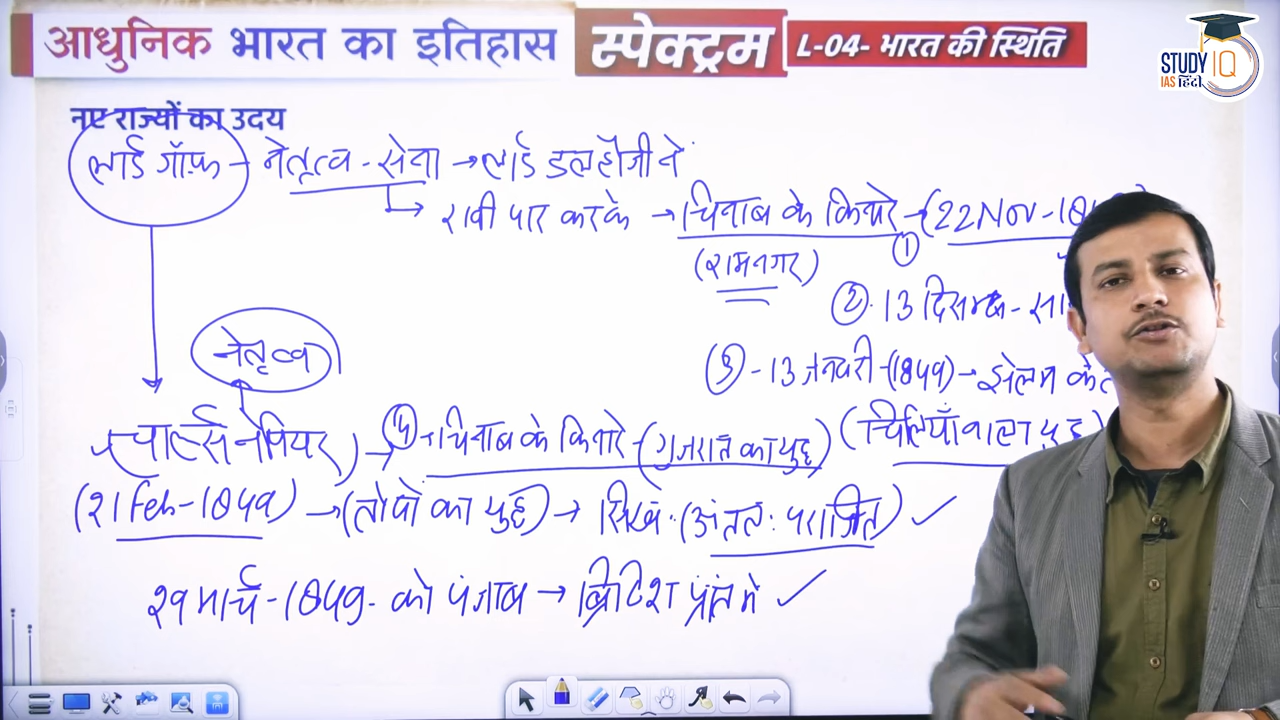 आधुनिक भारत का इतिहास स्पेक्ट्रम L-04- भारत की स्थिति
STUDY IQ
IAS हिंदी
नए राज्यों का उदय
लार्ड गॉफ - नेतृत्व - सेना → लार्ड डलहौजी ने
→ रावी पार करके → चिनाब के किनारे - (22 Nov - 18
(रामनगर) ①
② . 13 दिसम्बर -
③ - 13 जनवरी - (1849) → झेलम के
नेतृत्व
चार्ल्स नेपियर) → ④ → चिनाब के किनारे - (गुजरात का युद्ध) (चिलियाँवाला युद्ध)
(21 Feb - 1849) → (तोपों का युद्ध) → सिख . (अंततः पराजित) ✓
29 मार्च - 1849 - को पंजाब → ब्रिटिश प्रांत में ✓